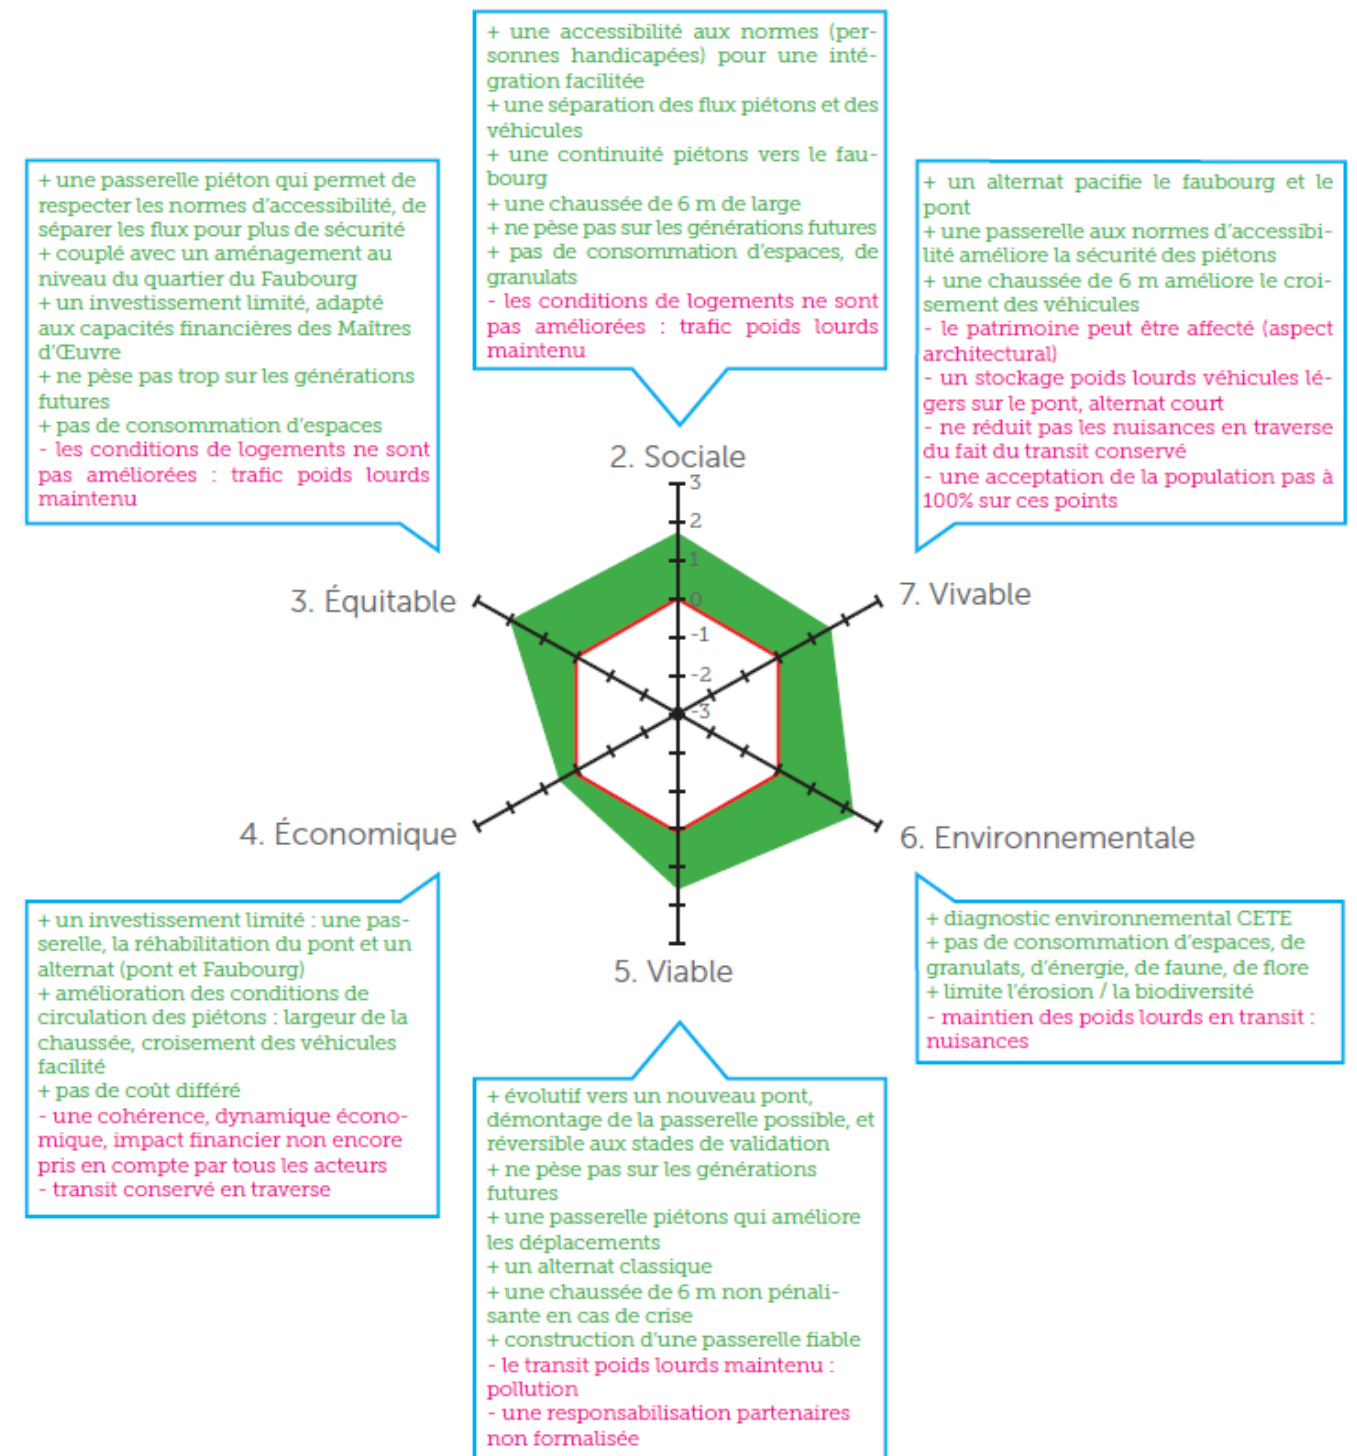 + une accessibilité aux normes (per-
sonnes handicapées) pour une inté-
gration facilitée
+ une séparation des flux piétons et des
véhicules
+ une continuité piétons vers le fau-
bourg
+ une chaussée de 6 m de large
+ ne pèse pas sur les générations futures
+ pas de consommation d'espaces, de
granulats
- les conditions de logements ne sont
pas améliorées : trafic poids lourds
maintenu
+ une passerelle piéton qui permet de
respecter les normes d'accessibilité, de
séparer les flux pour plus de sécurité
+ couplé avec un aménagement au
niveau du quartier du Faubourg
+ un investissement limité, adapté
aux capacités financières des Maîtres
d'Œuvre
+ ne pèse pas trop sur les générations
futures
+ pas de consommation d'espaces
- les conditions de logements ne sont
pas améliorées : trafic poids lourds
maintenu
+ un alternat pacifie le faubourg et le
pont
+ une passerelle aux normes d'accessibi-
lité améliore la sécurité des piétons
+ une chaussée de 6 m améliore le croi-
sement des véhicules
- le patrimoine peut être affecté (aspect
architectural)
- un stockage poids lourds véhicules lé-
gers sur le pont, alternat court
- ne réduit pas les nuisances en traverse
du fait du transit conservé
- une acceptation de la population pas à
100% sur ces points
2. Sociale
3
2
1
0
-1
-2
-3
3. Équitable
7. Vivable
4. Économique
6. Environnementale
5. Viable
+ un investissement limité : une pas-
serelle, la réhabilitation du pont et un
alternat (pont et Faubourg)
+ amélioration des conditions de
circulation des piétons : largeur de la
chaussée, croisement des véhicules
facilité
+ pas de coût différé
- une cohérence, dynamique écono-
mique, impact financier non encore
pris en compte par tous les acteurs
- transit conservé en traverse
+ diagnostic environnemental CETE
+ pas de consommation d'espaces, de
granulats, d'énergie, de faune, de flore
+ limite l'érosion / la biodiversité
- maintien des poids lourds en transit :
nuisances
+ évolutif vers un nouveau pont,
démontage de la passerelle possible, et
réversible aux stades de validation
+ ne pèse pas sur les générations
futures
+ une passerelle piétons qui améliore
les déplacements
+ un alternat classique
+ une chaussée de 6 m non pénali-
sante en cas de crise
+ construction d'une passerelle fiable
- le transit poids lourds maintenu :
pollution
- une responsabilisation partenaires
non formalisée